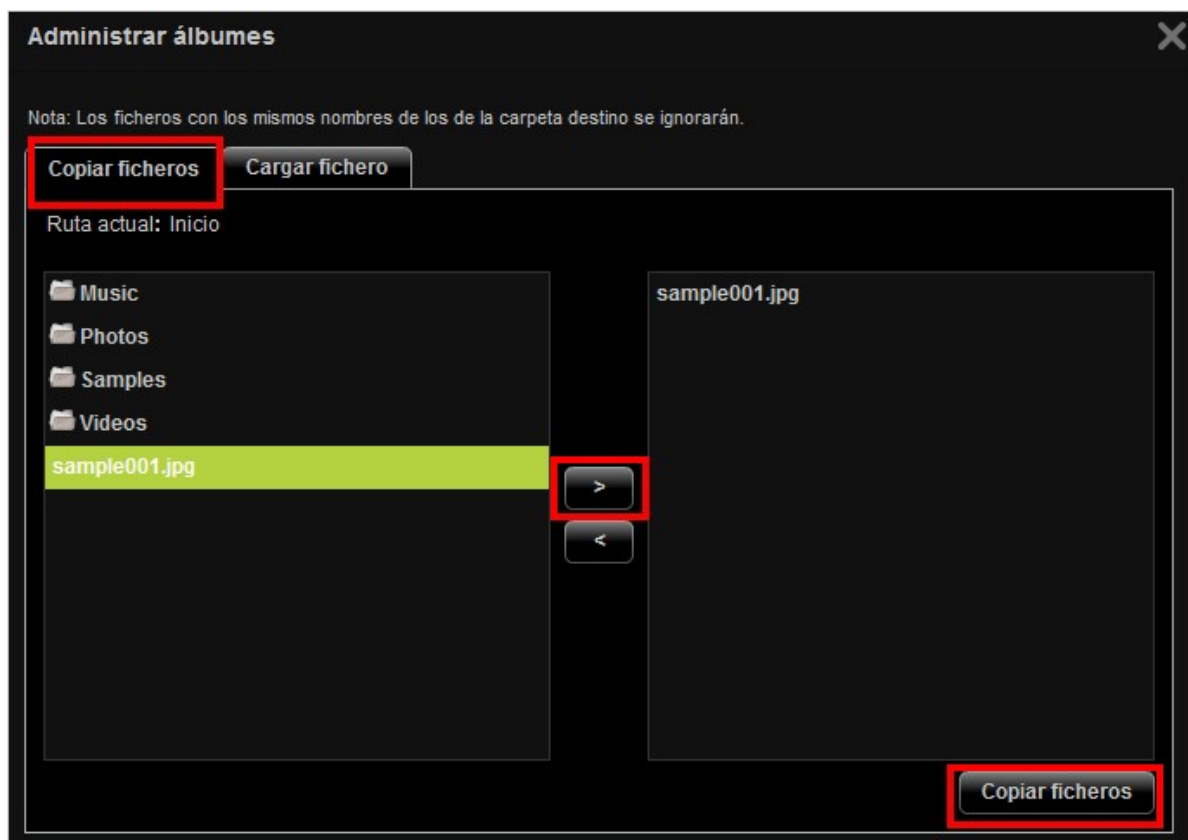 Administrar álbumes
Nota: Los ficheros con los mismos nombres de los de la carpeta destino se ignorarán.
Copiar ficheros
Cargar fichero
Ruta actual: Inicio
Music
Photos
Samples
Videos
sample001.jpg
>
<
sample001.jpg
Copiar ficheros